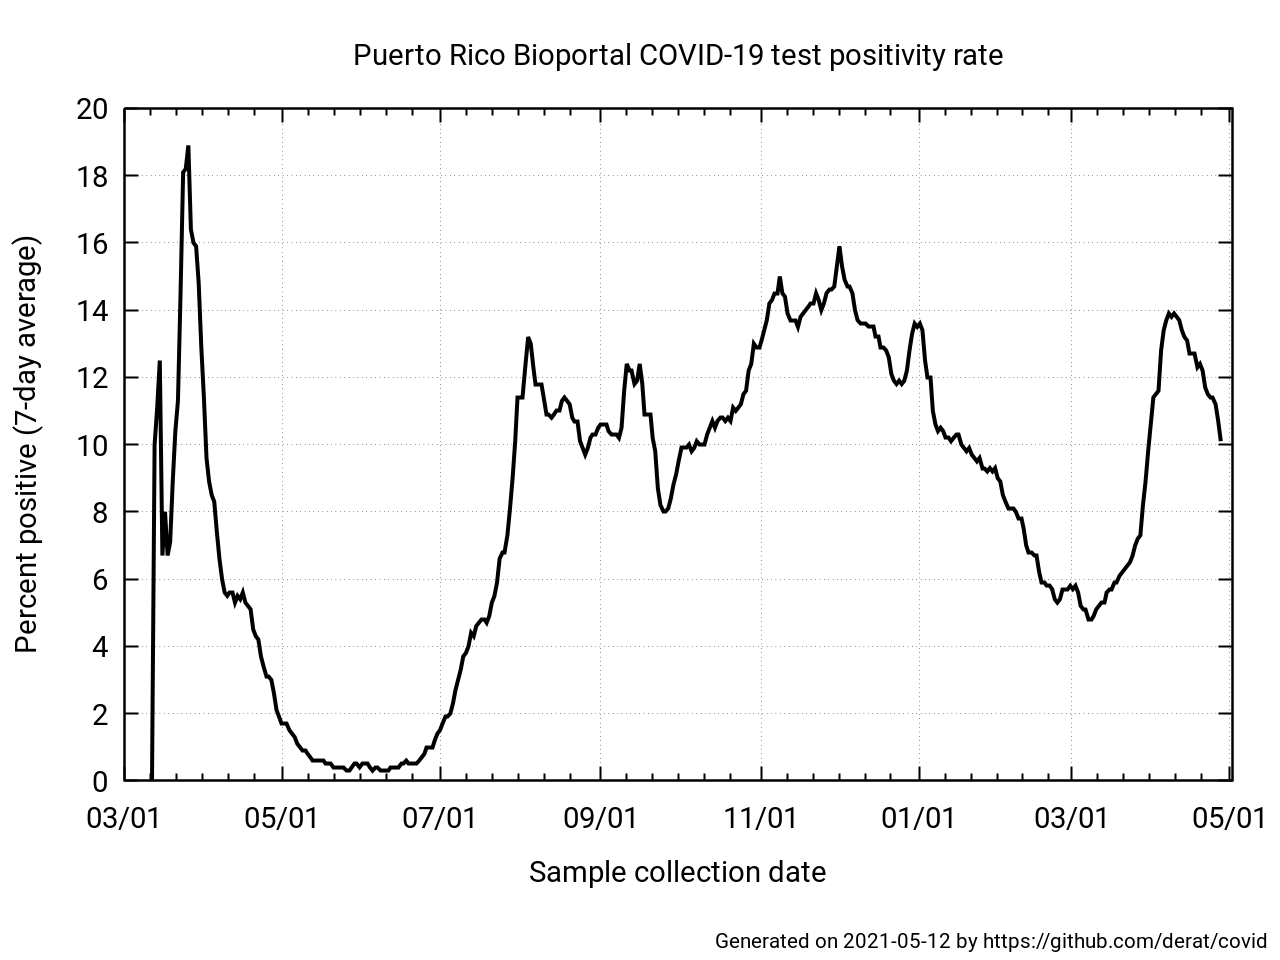 Puerto Rico Bioportal COVID-19 test positivity rate
20
18
16
14
12
10
8
6
4
2
0
Percent positive (7-day average)
03/01 05/01 07/01 09/01 11/01 01/01 03/01 05/01
Sample collection date
Generated on 2021-05-12 by https://github.com/derat/covid